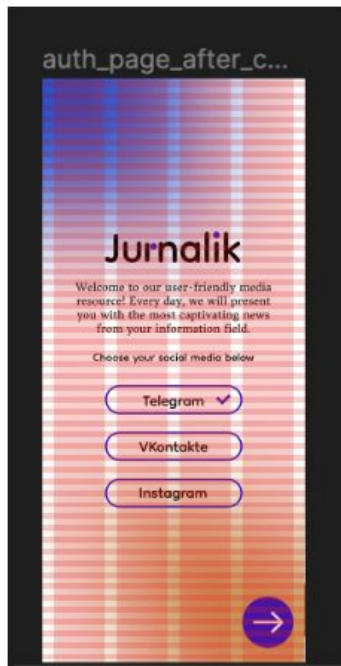 auth_page_after_c...
Jurnalik
Welcome to our user-friendly media
resource! Every day, we will present
you with the most captivating news
from your information field.
Choose your social media below
Telegram
VKontakte
Instagram